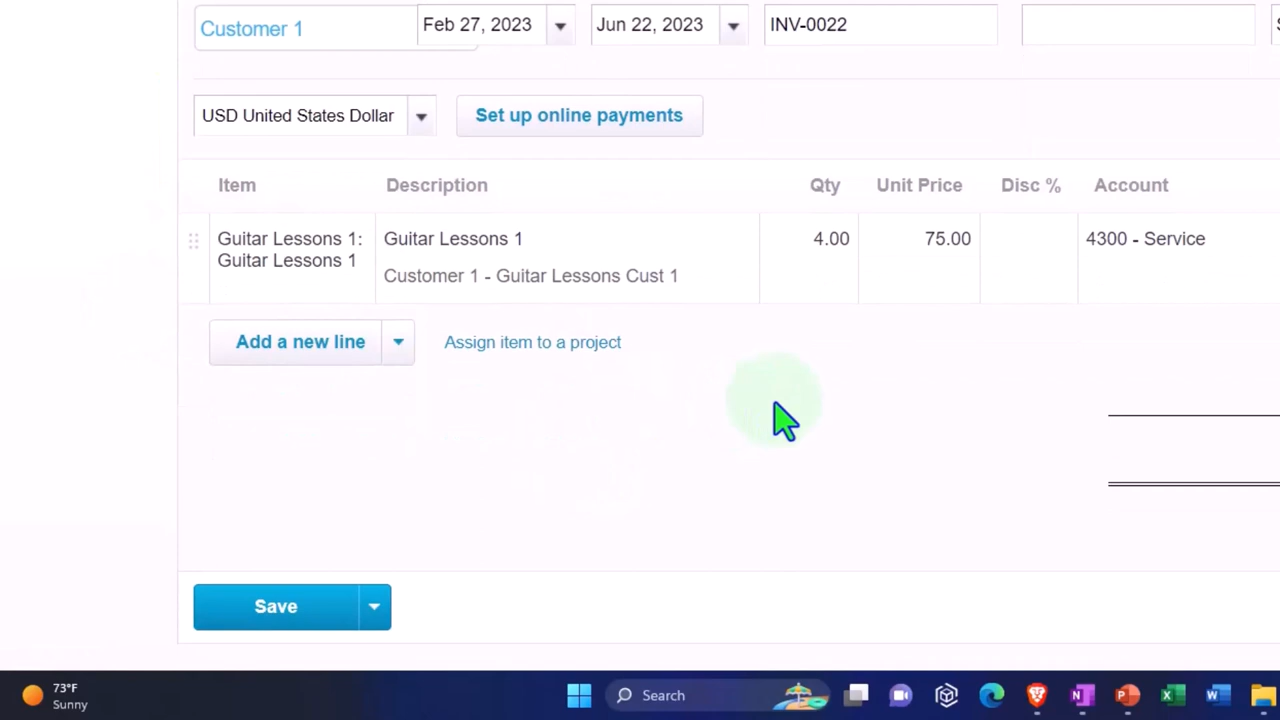 Customer 1
Feb 27, 2023
Jun 22, 2023
INV-0022
USD United States Dollar
Set up online payments
Item Description Qty Unit Price Disc % Account
Guitar Lessons 1: Guitar Lessons 1 4.00 75.00 4300 - Service
Guitar Lessons 1 Customer 1 - Guitar Lessons Cust 1
Add a new line Assign item to a project
Save
73°F
Sunny
Search